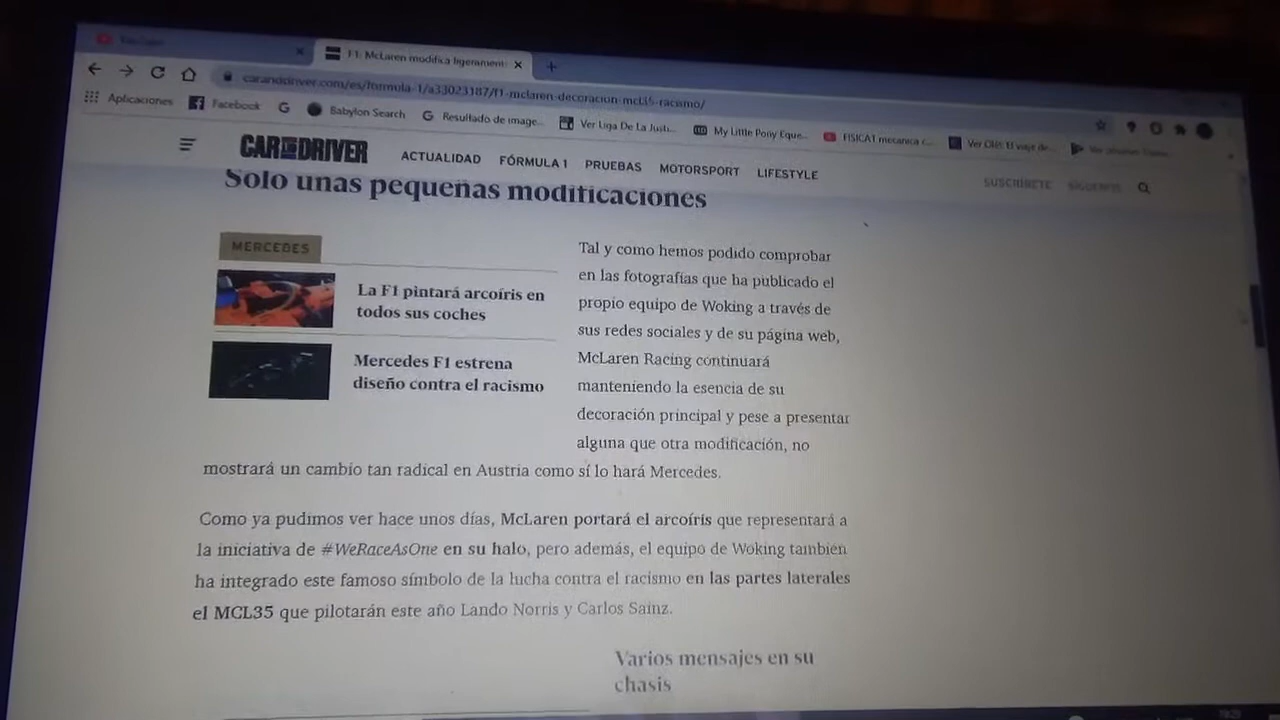 YouTube
F1: McLaren modifica ligerament
caranddriver.com/es/formula-1/a33023187/f1-mclaren-decoracion-mcl35-racismo/
Aplicaciones Facebook Babylon Search Resultado de image... Ver Liga De La Justi... My Little Pony Eque... FISICA1 mecanica c...
CAR AND DRIVER ACTUALIDAD FÓRMULA 1 PRUEBAS MOTORSPORT LIFESTYLE SUSCRÍBETE SÍGUENOS
Solo unas pequeñas modificaciones
MERCEDES
La F1 pintará arcoíris en
todos sus coches
Mercedes F1 estrena
diseño contra el racismo
Tal y como hemos podido comprobar
en las fotografías que ha publicado el
propio equipo de Woking a través de
sus redes sociales y de su página web,
McLaren Racing continuará
manteniendo la esencia de su
decoración principal y pese a presentar
alguna que otra modificación, no
mostrará un cambio tan radical en Austria como sí lo hará Mercedes.
Como ya pudimos ver hace unos días, McLaren portará el arcoíris que representará a
la iniciativa de #WeRaceAsOne en su halo, pero además, el equipo de Woking también
ha integrado este famoso símbolo de la lucha contra el racismo en las partes laterales
el MCL35 que pilotarán este año Lando Norris y Carlos Sainz.
Varios mensajes en su
chasis